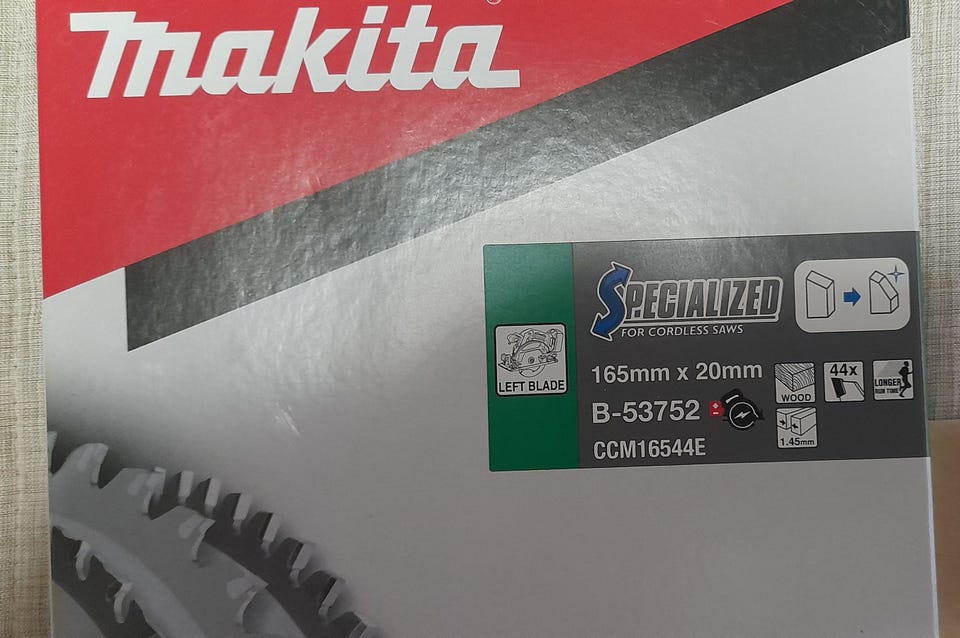 makita
SPECIALIZED
FOR CORDLESS SAWS
LEFT BLADE
165mm x 20mm
B-53752
CCM16544E
WOOD
44x
LONGER
RUN TIME
1.45mm